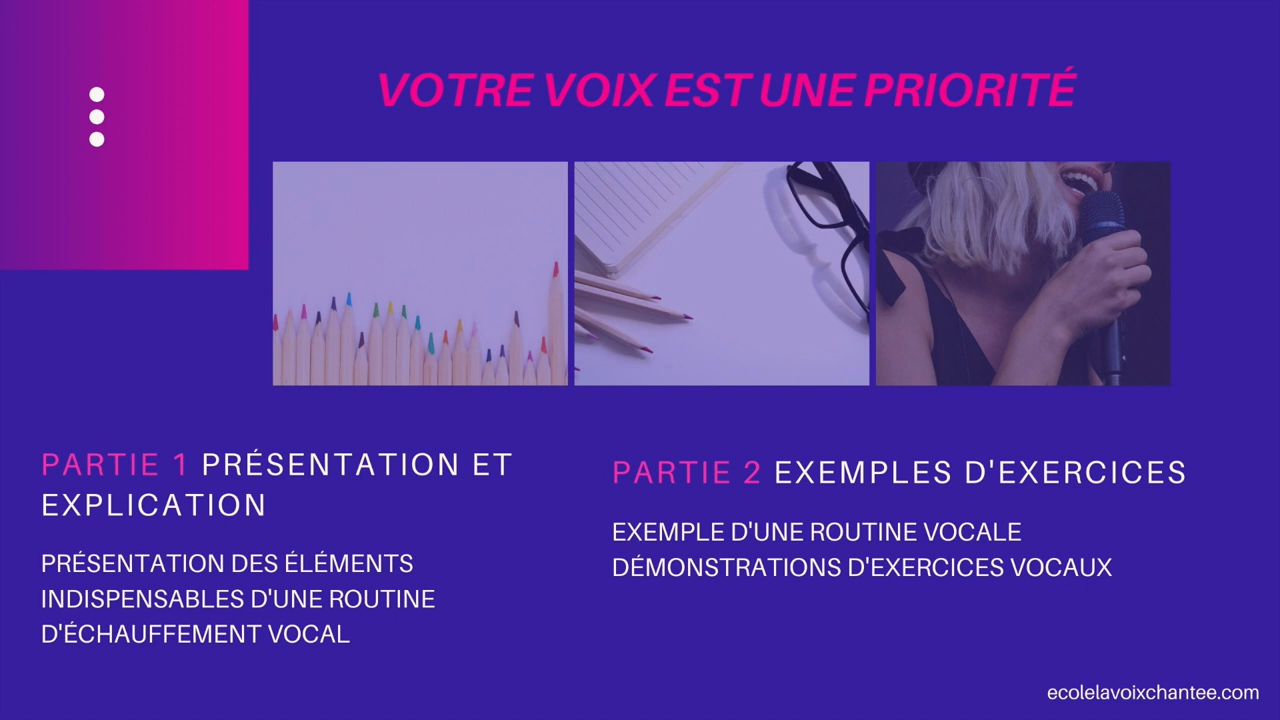 VOTRE VOIX EST UNE PRIORITÉ
PARTIE 1 PRÉSENTATION ET
EXPLICATION
PRÉSENTATION DES ÉLÉMENTS
INDISPENSABLES D'UNE ROUTINE
D'ÉCHAUFFEMENT VOCAL
PARTIE 2 EXEMPLES D'EXERCICES
EXEMPLE D'UNE ROUTINE VOCALE
DÉMONSTRATIONS D'EXERCICES VOCAUX
ecolelavoixchantee.com